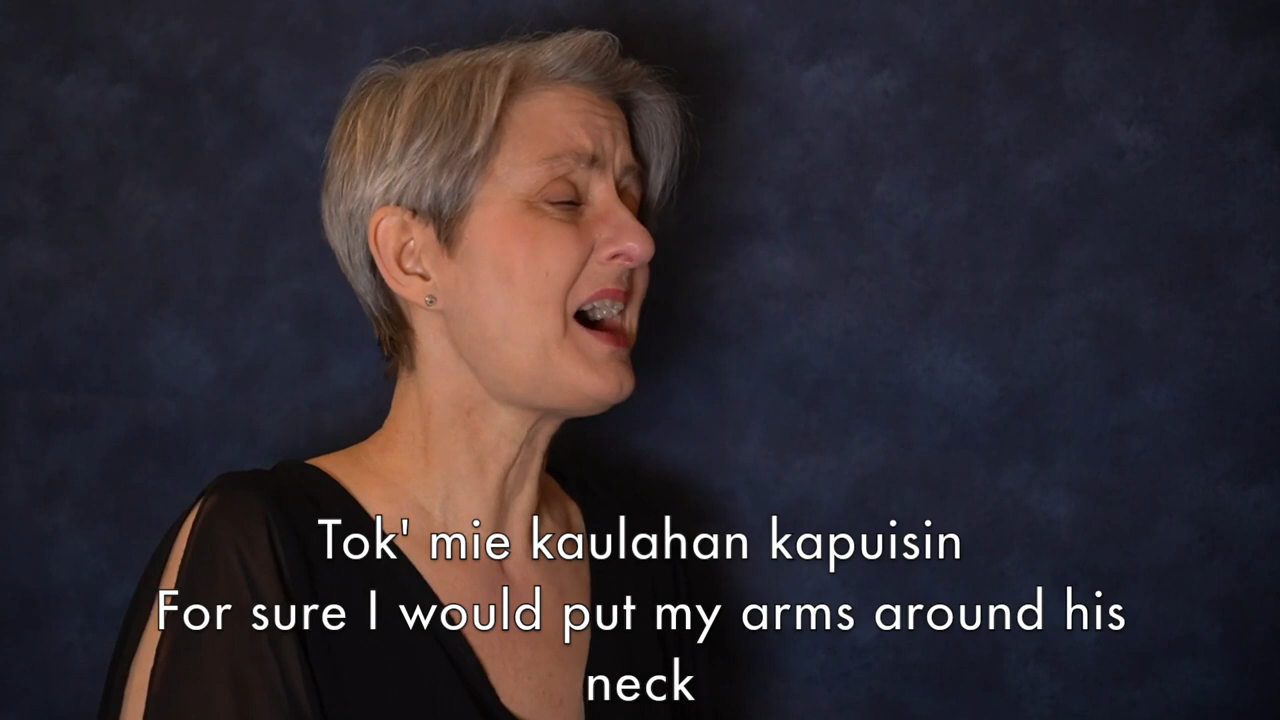 Tok' mie kaulahan kapuisin
For sure I would put my arms around his
neck